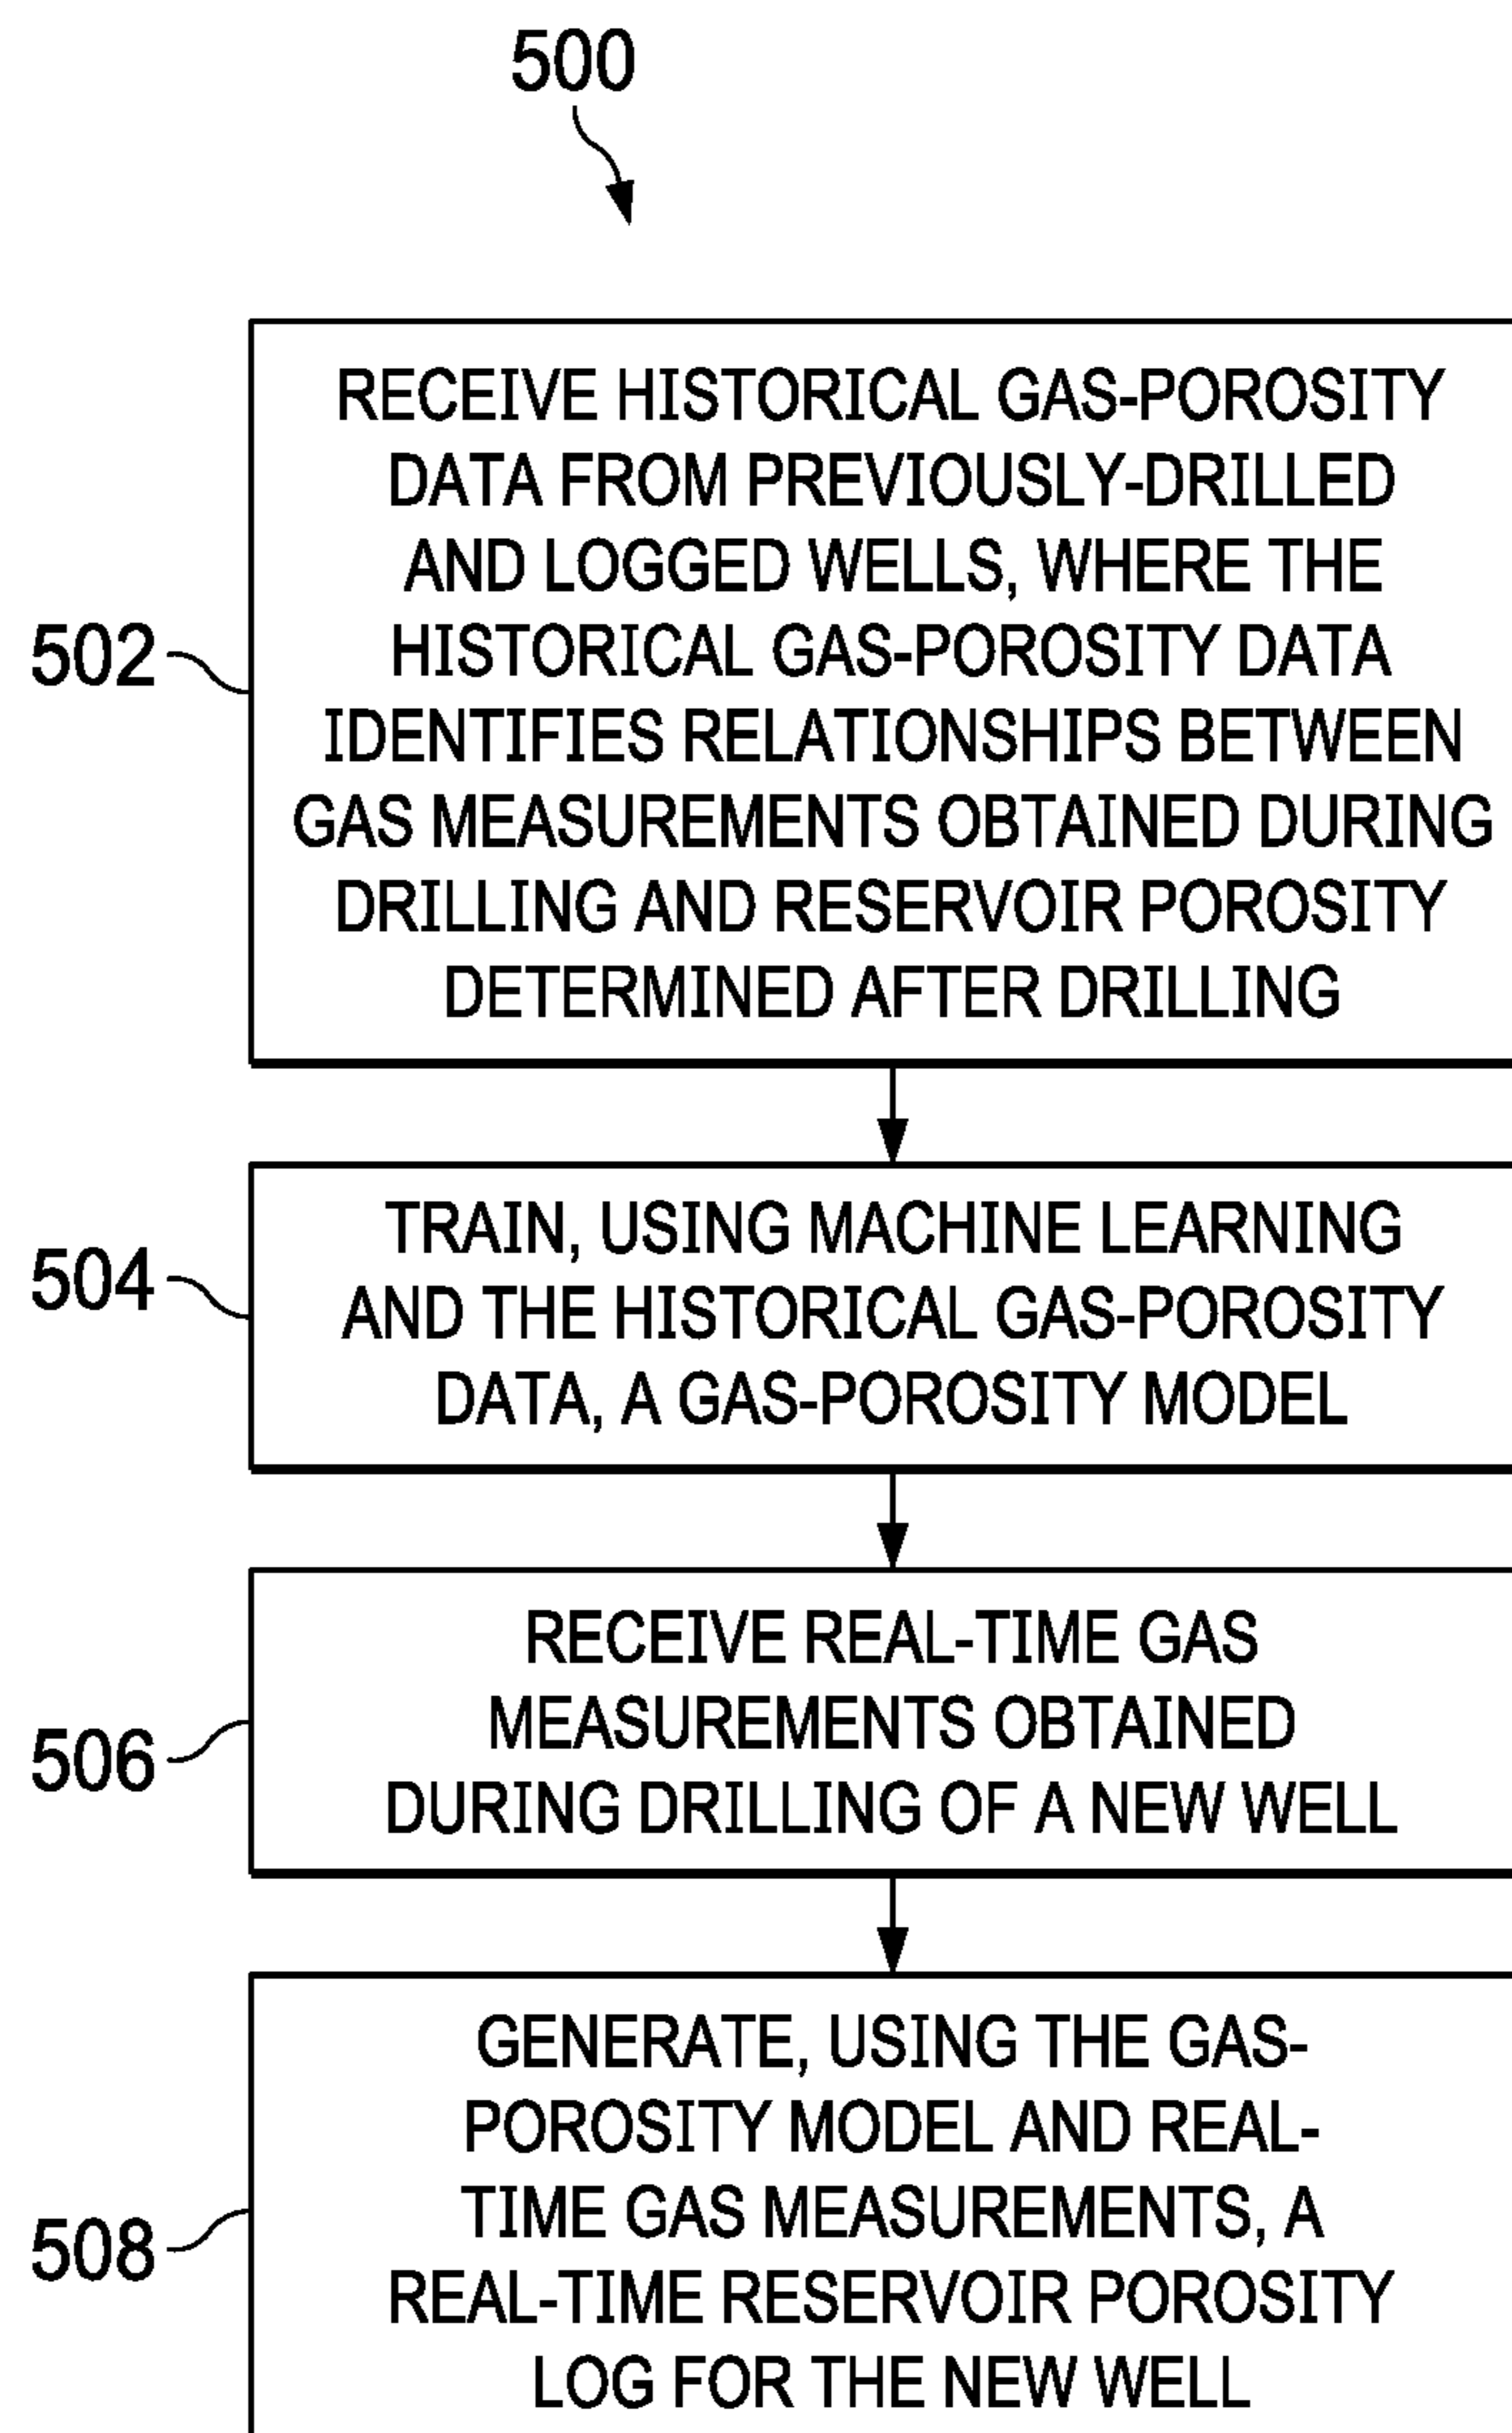 500
502
RECEIVE HISTORICAL GAS-POROSITY
DATA FROM PREVIOUSLY-DRILLED
AND LOGGED WELLS, WHERE THE
HISTORICAL GAS-POROSITY DATA
IDENTIFIES RELATIONSHIPS BETWEEN
GAS MEASUREMENTS OBTAINED DURING
DRILLING AND RESERVOIR POROSITY
DETERMINED AFTER DRILLING
504
TRAIN, USING MACHINE LEARNING
AND THE HISTORICAL GAS-POROSITY
DATA, A GAS-POROSITY MODEL
506
RECEIVE REAL-TIME GAS
MEASUREMENTS OBTAINED
DURING DRILLING OF A NEW WELL
508
GENERATE, USING THE GAS-
POROSITY MODEL AND REAL-
TIME GAS MEASUREMENTS, A
REAL-TIME RESERVOIR POROSITY
LOG FOR THE NEW WELL